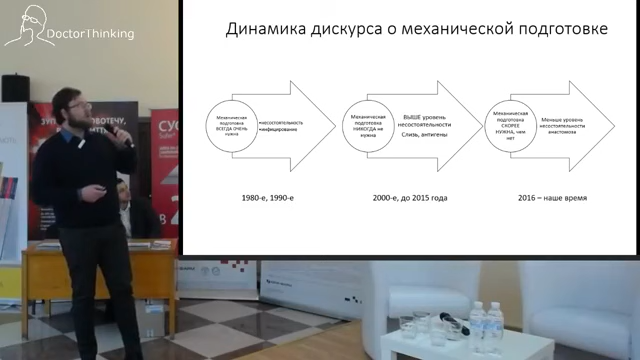 DoctorThinking
Динамика дискурса о механической подготовке
Механическая
подготовка
ВСЕГДА ОЧЕНЬ
нужна
•несостоятельность
•инфицирование
Механическая
подготовка
НИКОГДА не
нужна
ВЫШЕ уровень
несостоятельности
Слизь, антигены
Механическая
подготовка
СКОРЕЕ
НУЖНА, чем
нет
Меньше уровень
несостоятельности
анастомоза
1980-е, 1990-е
2000-е, до 2015 года
2016 – наше время